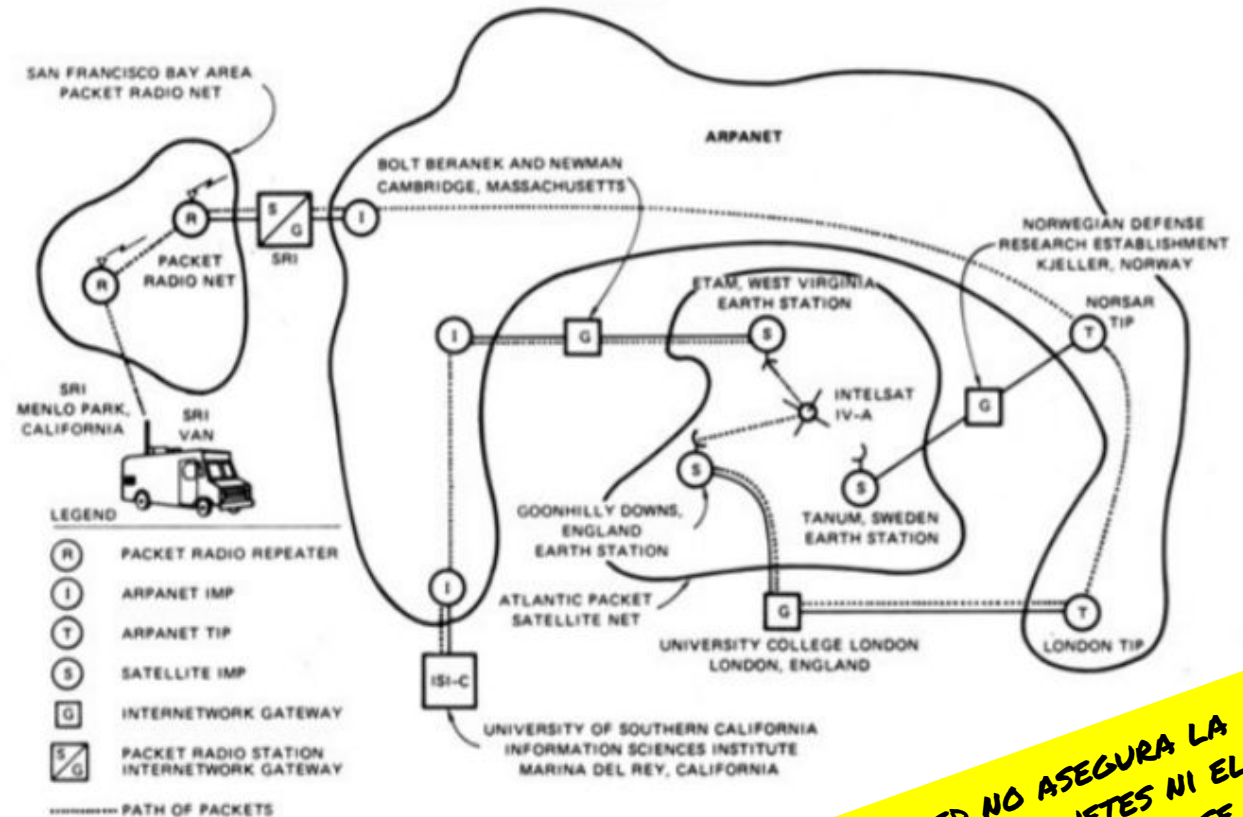 SAN FRANCISCO BAY AREA
PACKET RADIO NET
ARPANET
BOLT BERANEK AND NEWMAN
CAMBRIDGE, MASSACHUSETTS
NORWEGIAN DEFENSE
RESEARCH ESTABLISHMENT
KJELLER, NORWAY
R
S
G
I
SRI
PACKET
RADIO NET
R
ETAM, WEST VIRGINIA
EARTH STATION
NORSAR
TIP
T
I
G
S
INTELSAT
IV-A
G
SRI
MENLO PARK,
CALIFORNIA
SRI
VAN
S
S
GOONHILLY DOWNS,
ENGLAND
EARTH STATION
TANUM, SWEDEN
EARTH STATION
LEGEND
R PACKET RADIO REPEATER
I ARPANET IMP
T ARPANET TIP
S SATELLITE IMP
G INTERNETWORK GATEWAY
S
G
PACKET RADIO STATION
INTERNETWORK GATEWAY
PATH OF PACKETS
I
ATLANTIC PACKET
SATELLITE NET
G
T
UNIVERSITY COLLEGE LONDON
LONDON, ENGLAND
LONDON TIP
ISI-C
UNIVERSITY OF SOUTHERN CALIFORNIA
INFORMATION SCIENCES INSTITUTE
MARINA DEL REY, CALIFORNIA
NO ASEGURA LA
NI EL